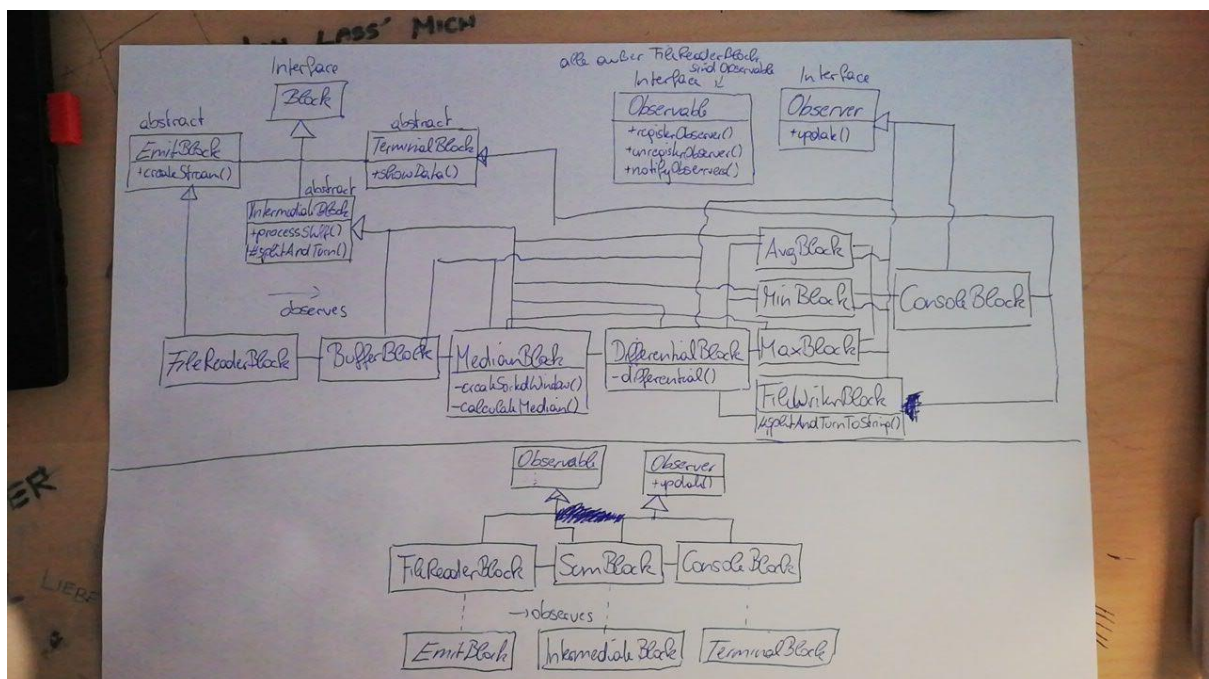 LASS' MICH
alle außer FileReaderBlock
sind Observable
Interface
Block
Interface
Observable
+registerObserver()
+unregisterObserver()
+notifyObservers()
Interface
Observer
+update()
abstract
EmitBlock
+createStream()
abstract
TerminalBlock
+showData()
abstract
IntermediateBlock
#splitAndTurn()
observes
AvgBlock
MinBlock
ConsoleBlock
FileReaderBlock
BufferBlock
MedianBlock
-createSortedWindow()
-calculateMedian()
DifferentialBlock
-differential()
MaxBlock
FileWriterBlock
splitAndTurnToString()
Observable
Observer
+update()
ER
FileReaderBlock
SumBlock
ConsoleBlock
LIEBE
→observes
EmitBlock
IntermediateBlock
TerminalBlock